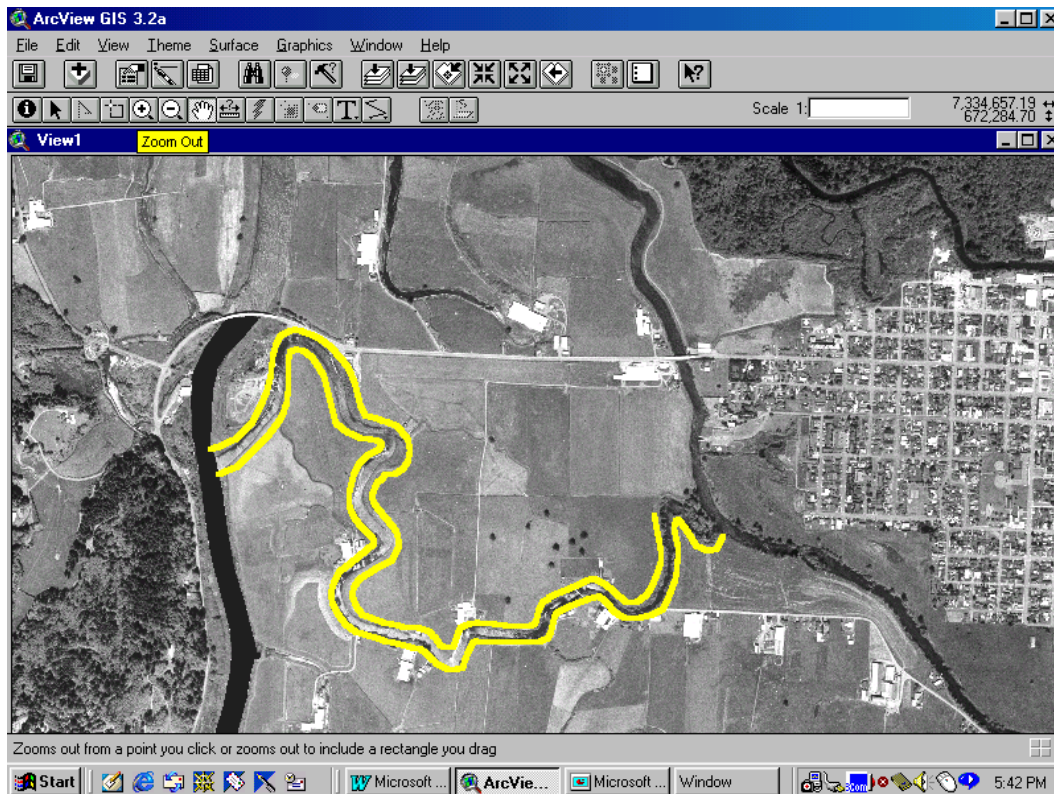 ArcView GIS 3.2a
File Edit View Theme Surface Graphics Window Help
Scale 1:
7,334,657.19
672,284.70
View1
Zoom Out
Zooms out from a point you click or zooms out to include a rectangle you drag
Start
Microsoft ...
ArcVie...
Microsoft ...
Window
5:42 PM